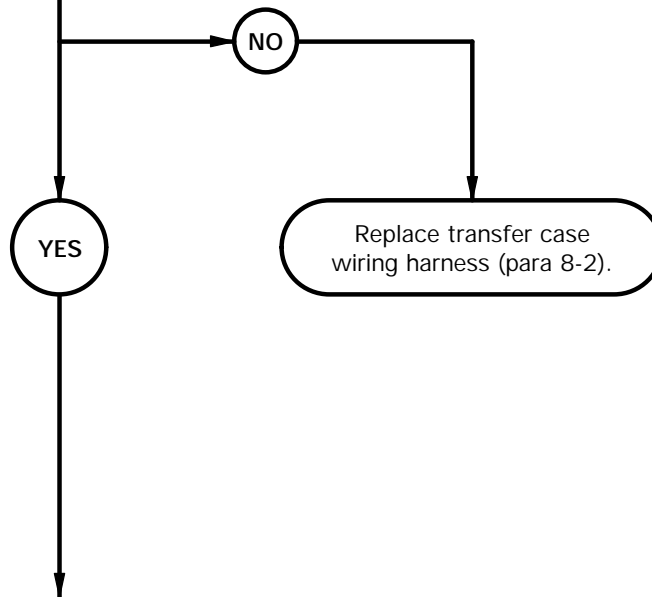 NO
YES
Replace transfer case
wiring harness (para 8-2).